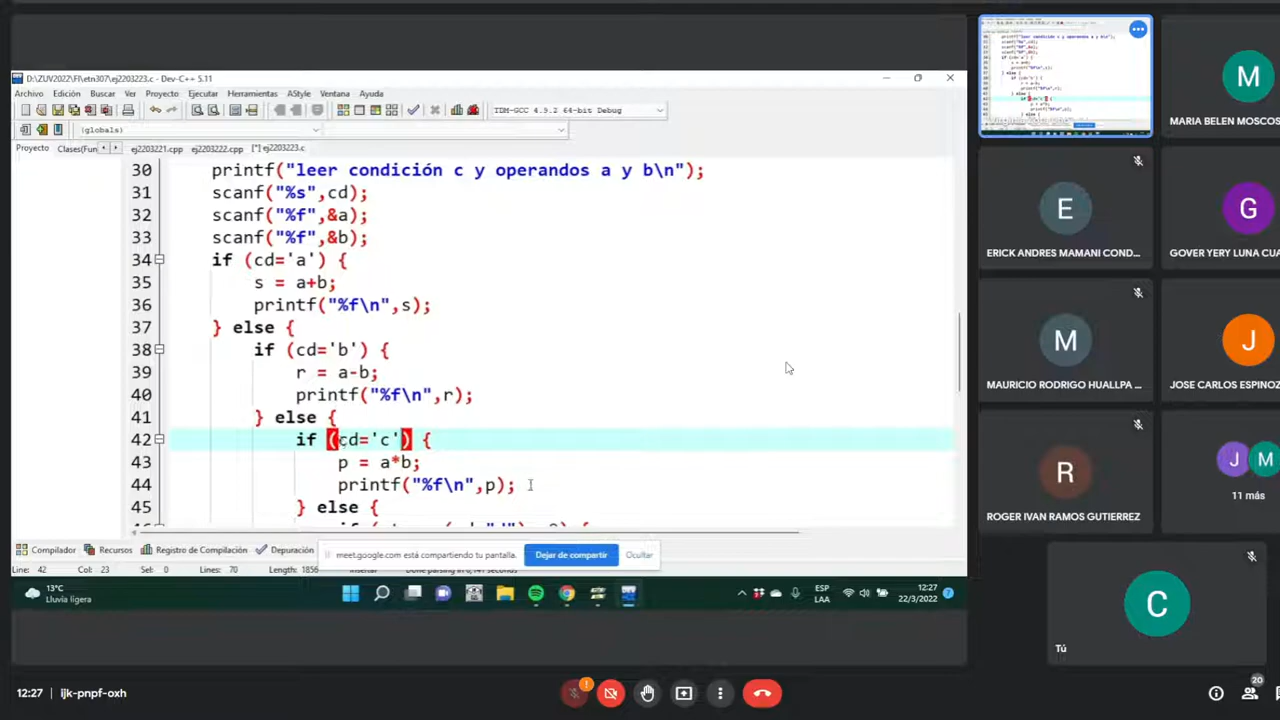 D:\ZUV2022\FI\etn307\ej2203223.c - Dev-C++ 5.11
Archivo Edición Buscar Ver Proyecto Ejecutar Herramientas AStyle Ventana Ayuda
TDM-GCC 4.9.2 64-bit Debug
(globals)
Proyecto Clases(Fun ej2203221.cpp ej2203222.cpp [*] ej2203223.c
30 printf("leer condición c y operandos a y b\n");
31 scanf("%s",cd);
32 scanf("%f",&a);
33 scanf("%f",&b);
34 if (cd='a') {
35 s = a+b;
36 printf("%f\n",s);
37 } else {
38 if (cd='b') {
39 r = a-b;
40 printf("%f\n",r);
41 } else {
42 if (cd='c') {
43 p = a*b;
44 printf("%f\n",p);
45 } else {
Compilador Recursos Registro de Compilación Depuración
meet.google.com está compartiendo tu pantalla. Dejar de compartir Ocultar
Line: 42 Col: 23 Sel: 0 Lines: 70 Length: 1856
13°C
Lluvia ligera
ESP
LAA
12:27
22/3/2022
M
MARIA BELEN MOSCOS
E
ERICK ANDRES MAMANI COND...
G
GOVER YERY LUNA CUA
M
MAURICIO RODRIGO HUALLPA ...
J
JOSE CARLOS ESPINOZ
R
ROGER IVAN RAMOS GUTIERREZ
J M
11 más
C
Tú
12:27 ijk-pnpf-oxh
20